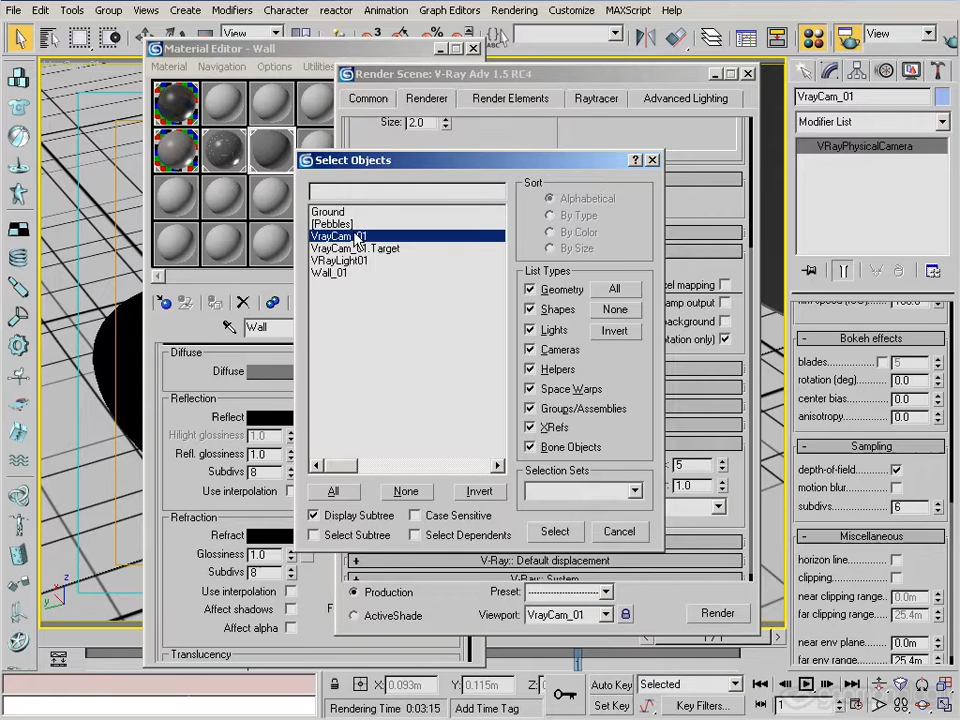 File Edit Tools Group Views Create Modifiers Character reactor Animation Graph Editors Rendering Customize MAXScript Help
View
View
Material Editor - Wall
Material Navigation Options Utilities
Render Scene: V-Ray Adv 1.5 RC4
Common Renderer Render Elements Raytracer Advanced Lighting
Size: 2.0
VrayCam_01
Modifier List
VRayPhysicalCamera
Select Objects
Ground
[Pebbles]
VrayCam_01
VrayCam_01.Target
VRayLight01
Wall_01
Sort
Alphabetical
By Type
By Color
By Size
List Types
Geometry All
Shapes None
Lights Invert
Cameras
Helpers
Space Warps
Groups/Assemblies
XRefs
Bone Objects
Selection Sets
All None Invert
Display Subtree Case Sensitive
Select Subtree Select Dependents
Select Cancel
Wall
Diffuse
Diffuse
Reflection
Reflect
Hilight glossiness 1.0
Refl. glossiness 1.0
Subdivs 8
Use interpolation
Refraction
Refract
Glossiness 1.0
Subdivs 8
Use interpolation
Affect shadows
Affect alpha
Translucency
5
1.0
V-Ray:: Default displacement
V-Ray:: System
Production Preset:
ActiveShade Viewport: VrayCam_01 Render
Bokeh effects
blades 5
rotation (deg) 0.0
center bias 0.0
anisotropy 0.0
Sampling
depth-of-field
motion blur
subdivs 6
Miscellaneous
horizon line
clipping
near clipping range 0.0m
far clipping range 25.4m
near env plane 0.0m
far env range 25.4m
X: 0.093m Y: 0.115m Z:
Auto Key Selected
Set Key Key Filters...
Rendering Time 0:03:15 Add Time Tag
1